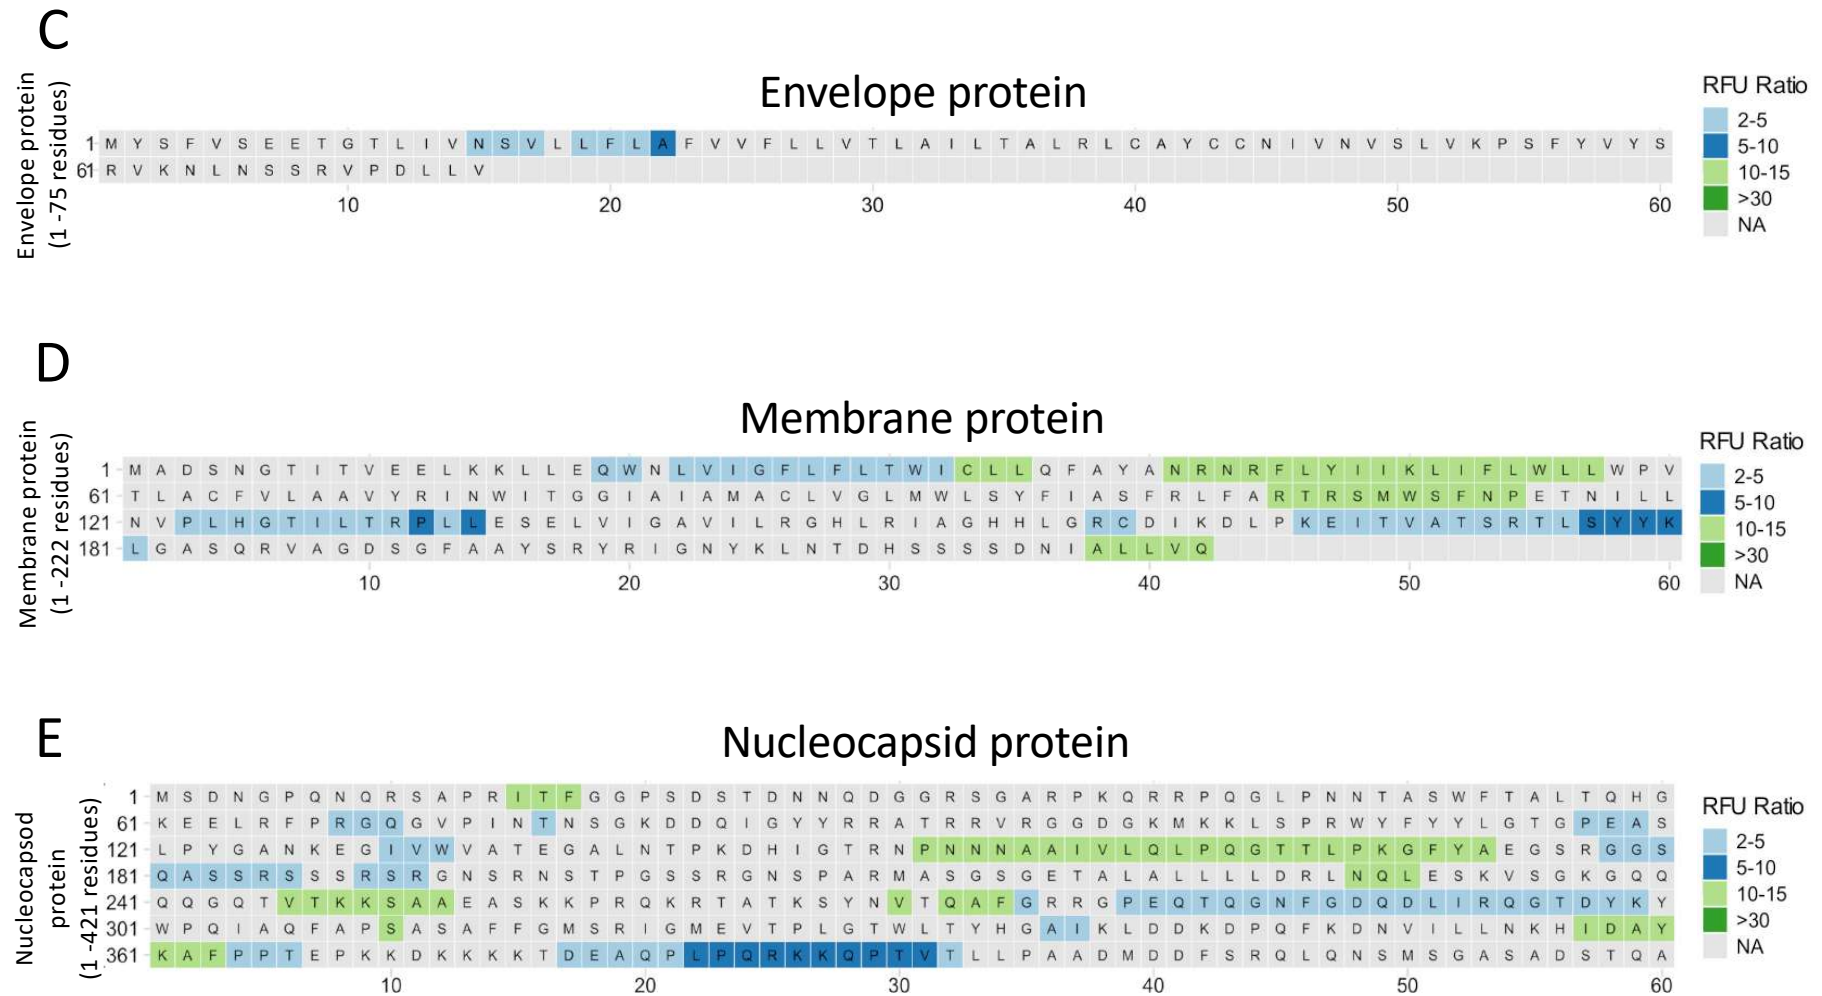 C
Envelope protein
Envelope protein
(1 -75 residues)
1 M Y S F V S E E T G T L I V N S V L L F L A F V V F L L V T L A I L T A L R L C A Y C C N I V N V S L V K P S F Y V Y S
61 R V K N L N S S R V P D L L V
10 20 30 40 50 60
RFU Ratio
2-5
5-10
10-15
>30
NA
D
Membrane protein
Membrane protein
(1 -222 residues)
1 M A D S N G T I T V E E L K K L L E Q W N L V I G F L F L T W I C L L Q F A Y A N R N R F L Y I I K L I F L W L L W P V
61 T L A C F V L A A V Y R I N W I T G G I A I A M A C L V G L M W L S Y F I A S F R L F A R T R S M W S F N P E T N I L L
121 N V P L H G T I L T R P L L E S E L V I G A V I L R G H L R I A G H H L G R C D I K D L P K E I T V A T S R T L S Y Y K
181 L G A S Q R V A G D S G F A A Y S R Y R I G N Y K L N T D H S S S S D N I A L L V Q
10 20 30 40 50 60
RFU Ratio
2-5
5-10
10-15
>30
NA
E
Nucleocapsid protein
Nucleocapsod
protein
(1 -421 residues)
1 M S D N G P Q N Q R S A P R I T F G G P S D S T D N N Q D G G R S G A R P K Q R R P Q G L P N N T A S W F T A L T Q H G
61 K E E L R F P R G Q G V P I N T N S G K D D Q I G Y Y R R A T R R V R G G D G K M K K L S P R W Y F Y Y L G T G P E A S
121 L P Y G A N K E G I V W V A T E G A L N T P K D H I G T R N P N N N A A I V L Q L P Q G T T L P K G F Y A E G S R G G S
181 Q A S S R S S S R S R G N S R N S T P G S S R G N S P A R M A S G S G E T A L A L L L L D R L N Q L E S K V S G K G Q Q
241 Q Q G Q T V T K K S A A E A S K K P R Q K R T A T K S Y N V T Q A F G R R G P E Q T Q G N F G D Q D L I R Q G T D Y K Y
301 W P Q I A Q F A P S A S A F F G M S R I G M E V T P L G T W L T Y H G A I K L D D K D P Q F K D N V I L L N K H I D A Y
361 K A F P P T E P K K D K K K K T D E A Q P L P Q R K K Q P T V T L L P A A D M D D F S R Q L Q N S M S G A S A D S T Q A
10 20 30 40 50 60
RFU Ratio
2-5
5-10
10-15
>30
NA